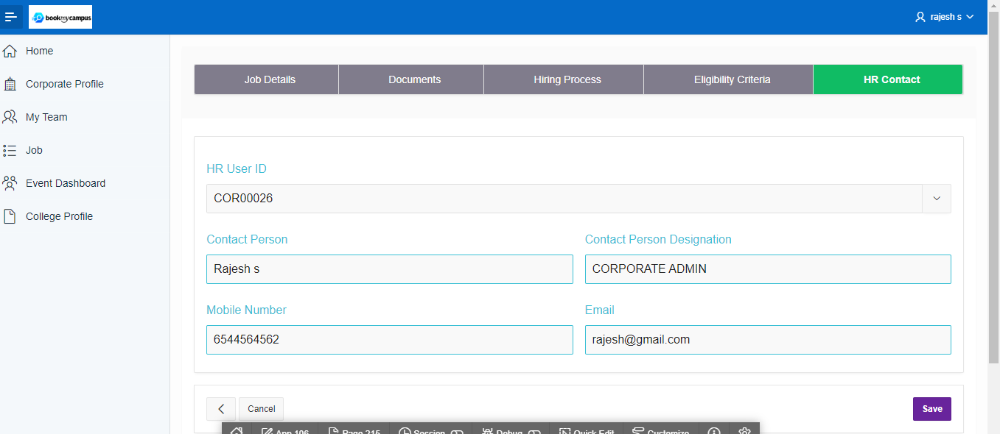 bookmycampus
rajesh s
Home
Corporate Profile
My Team
Job
Event Dashboard
College Profile
Job Details
Documents
Hiring Process
Eligibility Criteria
HR Contact
HR User ID
COR00026
Contact Person
Rajesh s
Contact Person Designation
CORPORATE ADMIN
Mobile Number
6544564562
Email
rajesh@gmail.com
Cancel
Save
App 106
Page 215
Session
Debug
Quick Edit
Customize